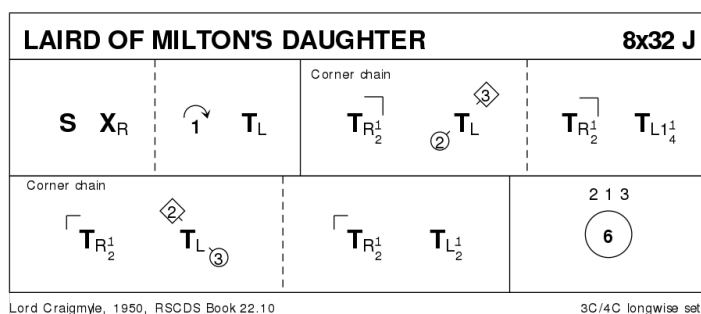 LAIRD OF MILTON'S DAUGHTER 8x32 J
Corner chain
S X R 1 T L T R 1/2 2 T L 3 T R 1/2 T L 1 1/4
Corner chain
2 1 3
T R 1/2 2 T L 3 T R 1/2 T L 1/2 6
Lord Craigmyle, 1950, RSCDS Book 22.10 3C/4C longwise set